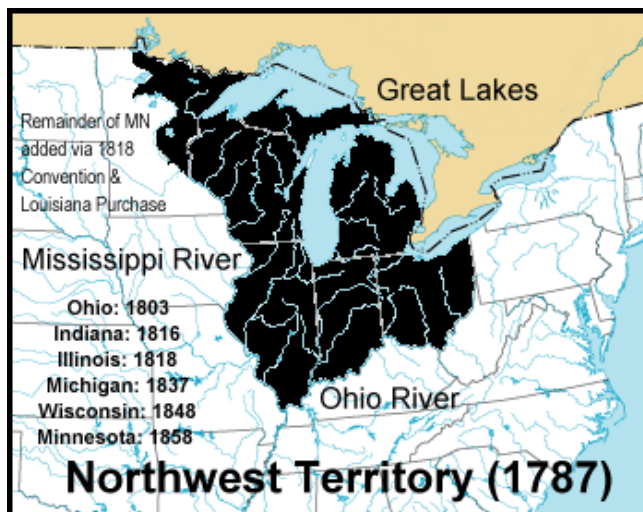 Great Lakes
Remainder of MN
added via 1818
Convention &
Louisiana Purchase
Mississippi River
Ohio: 1803
Indiana: 1816
Illinois: 1818
Michigan: 1837
Wisconsin: 1848
Minnesota: 1858
Ohio River
Northwest Territory (1787)